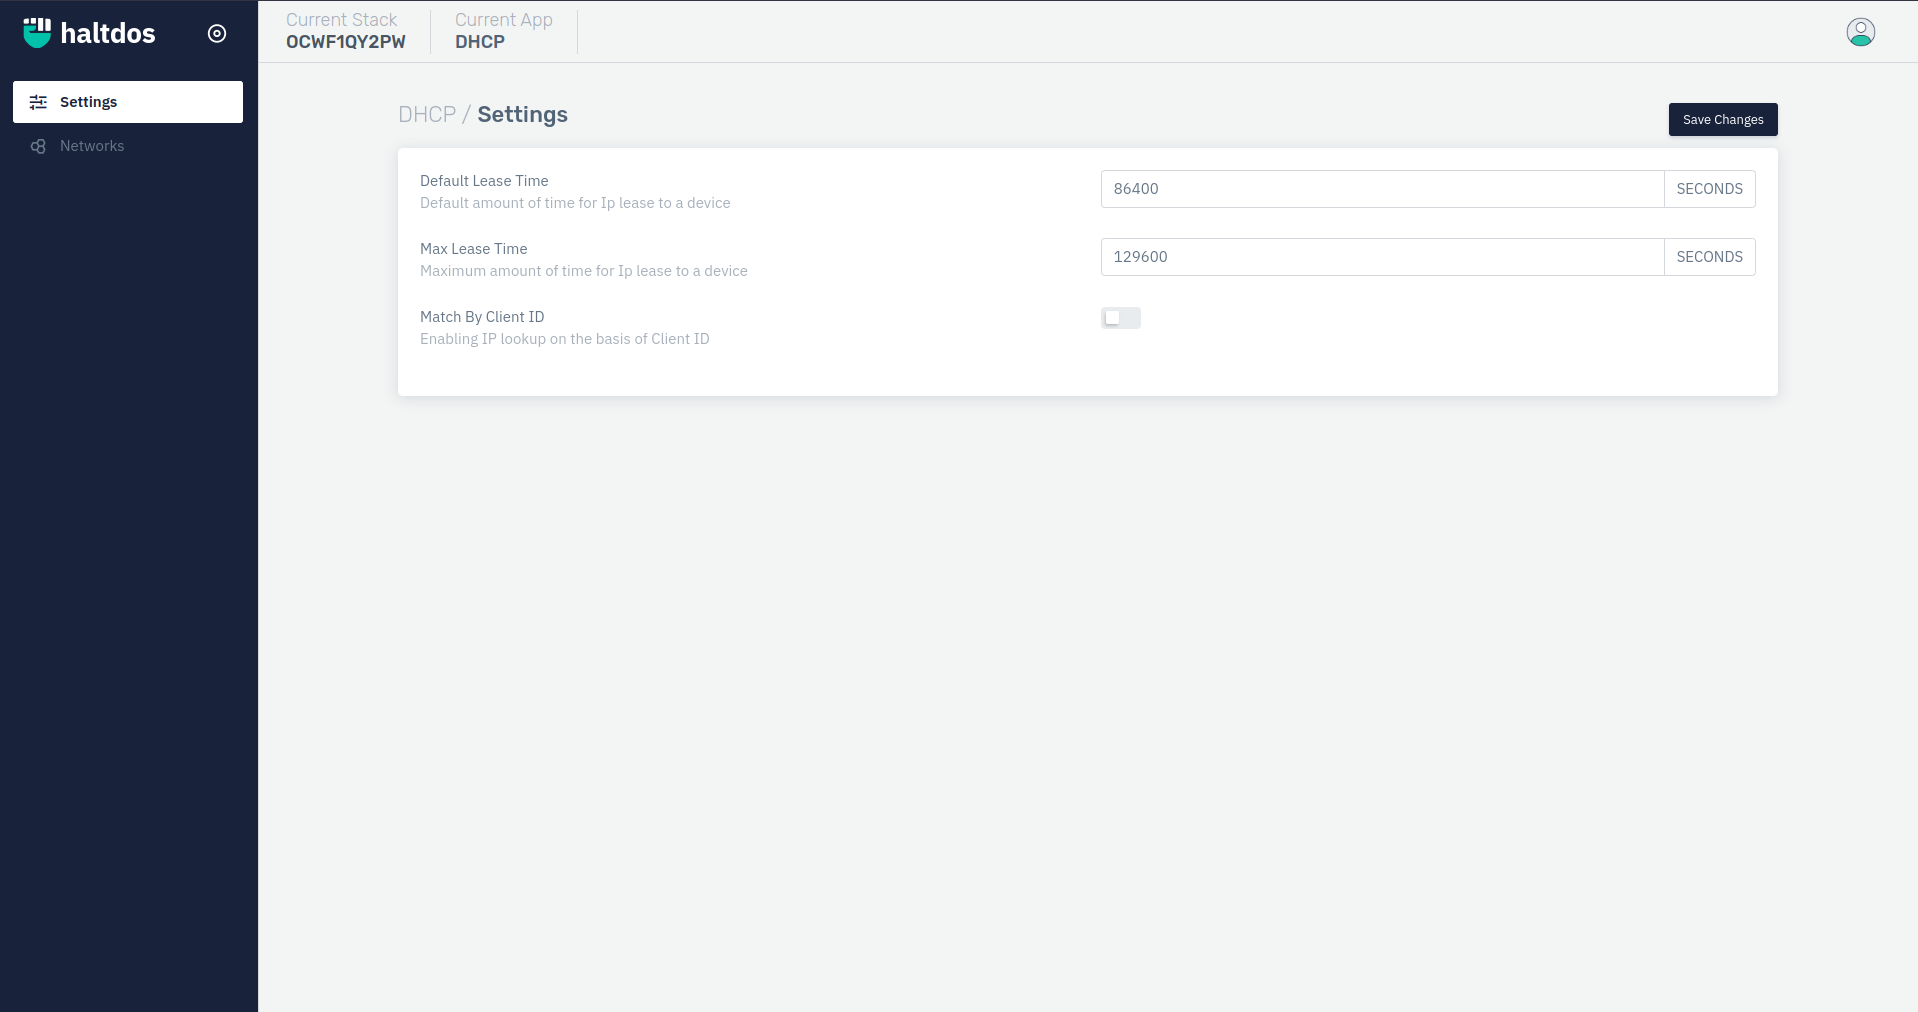 haltdos
Current Stack
OCWF1QY2PW
Current App
DHCP
Settings
Networks
DHCP / Settings
Save Changes
Default Lease Time
Default amount of time for Ip lease to a device
86400
SECONDS
Max Lease Time
Maximum amount of time for Ip lease to a device
129600
SECONDS
Match By Client ID
Enabling IP lookup on the basis of Client ID